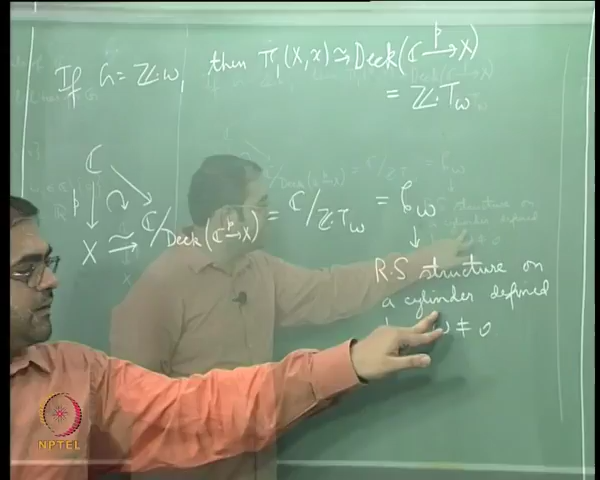 If G = ℤ·ω, then Π₁(X,x) ≅ Deck(ℂ →p X)
= ℤ·T_ω
ℂ
p
X ≅ ℂ/Deck(ℂ →p X) = ℂ/ℤ·T_ω = ℭ_ω
↓
R.S structure on
a cylinder defined
≠ 0
NPTEL